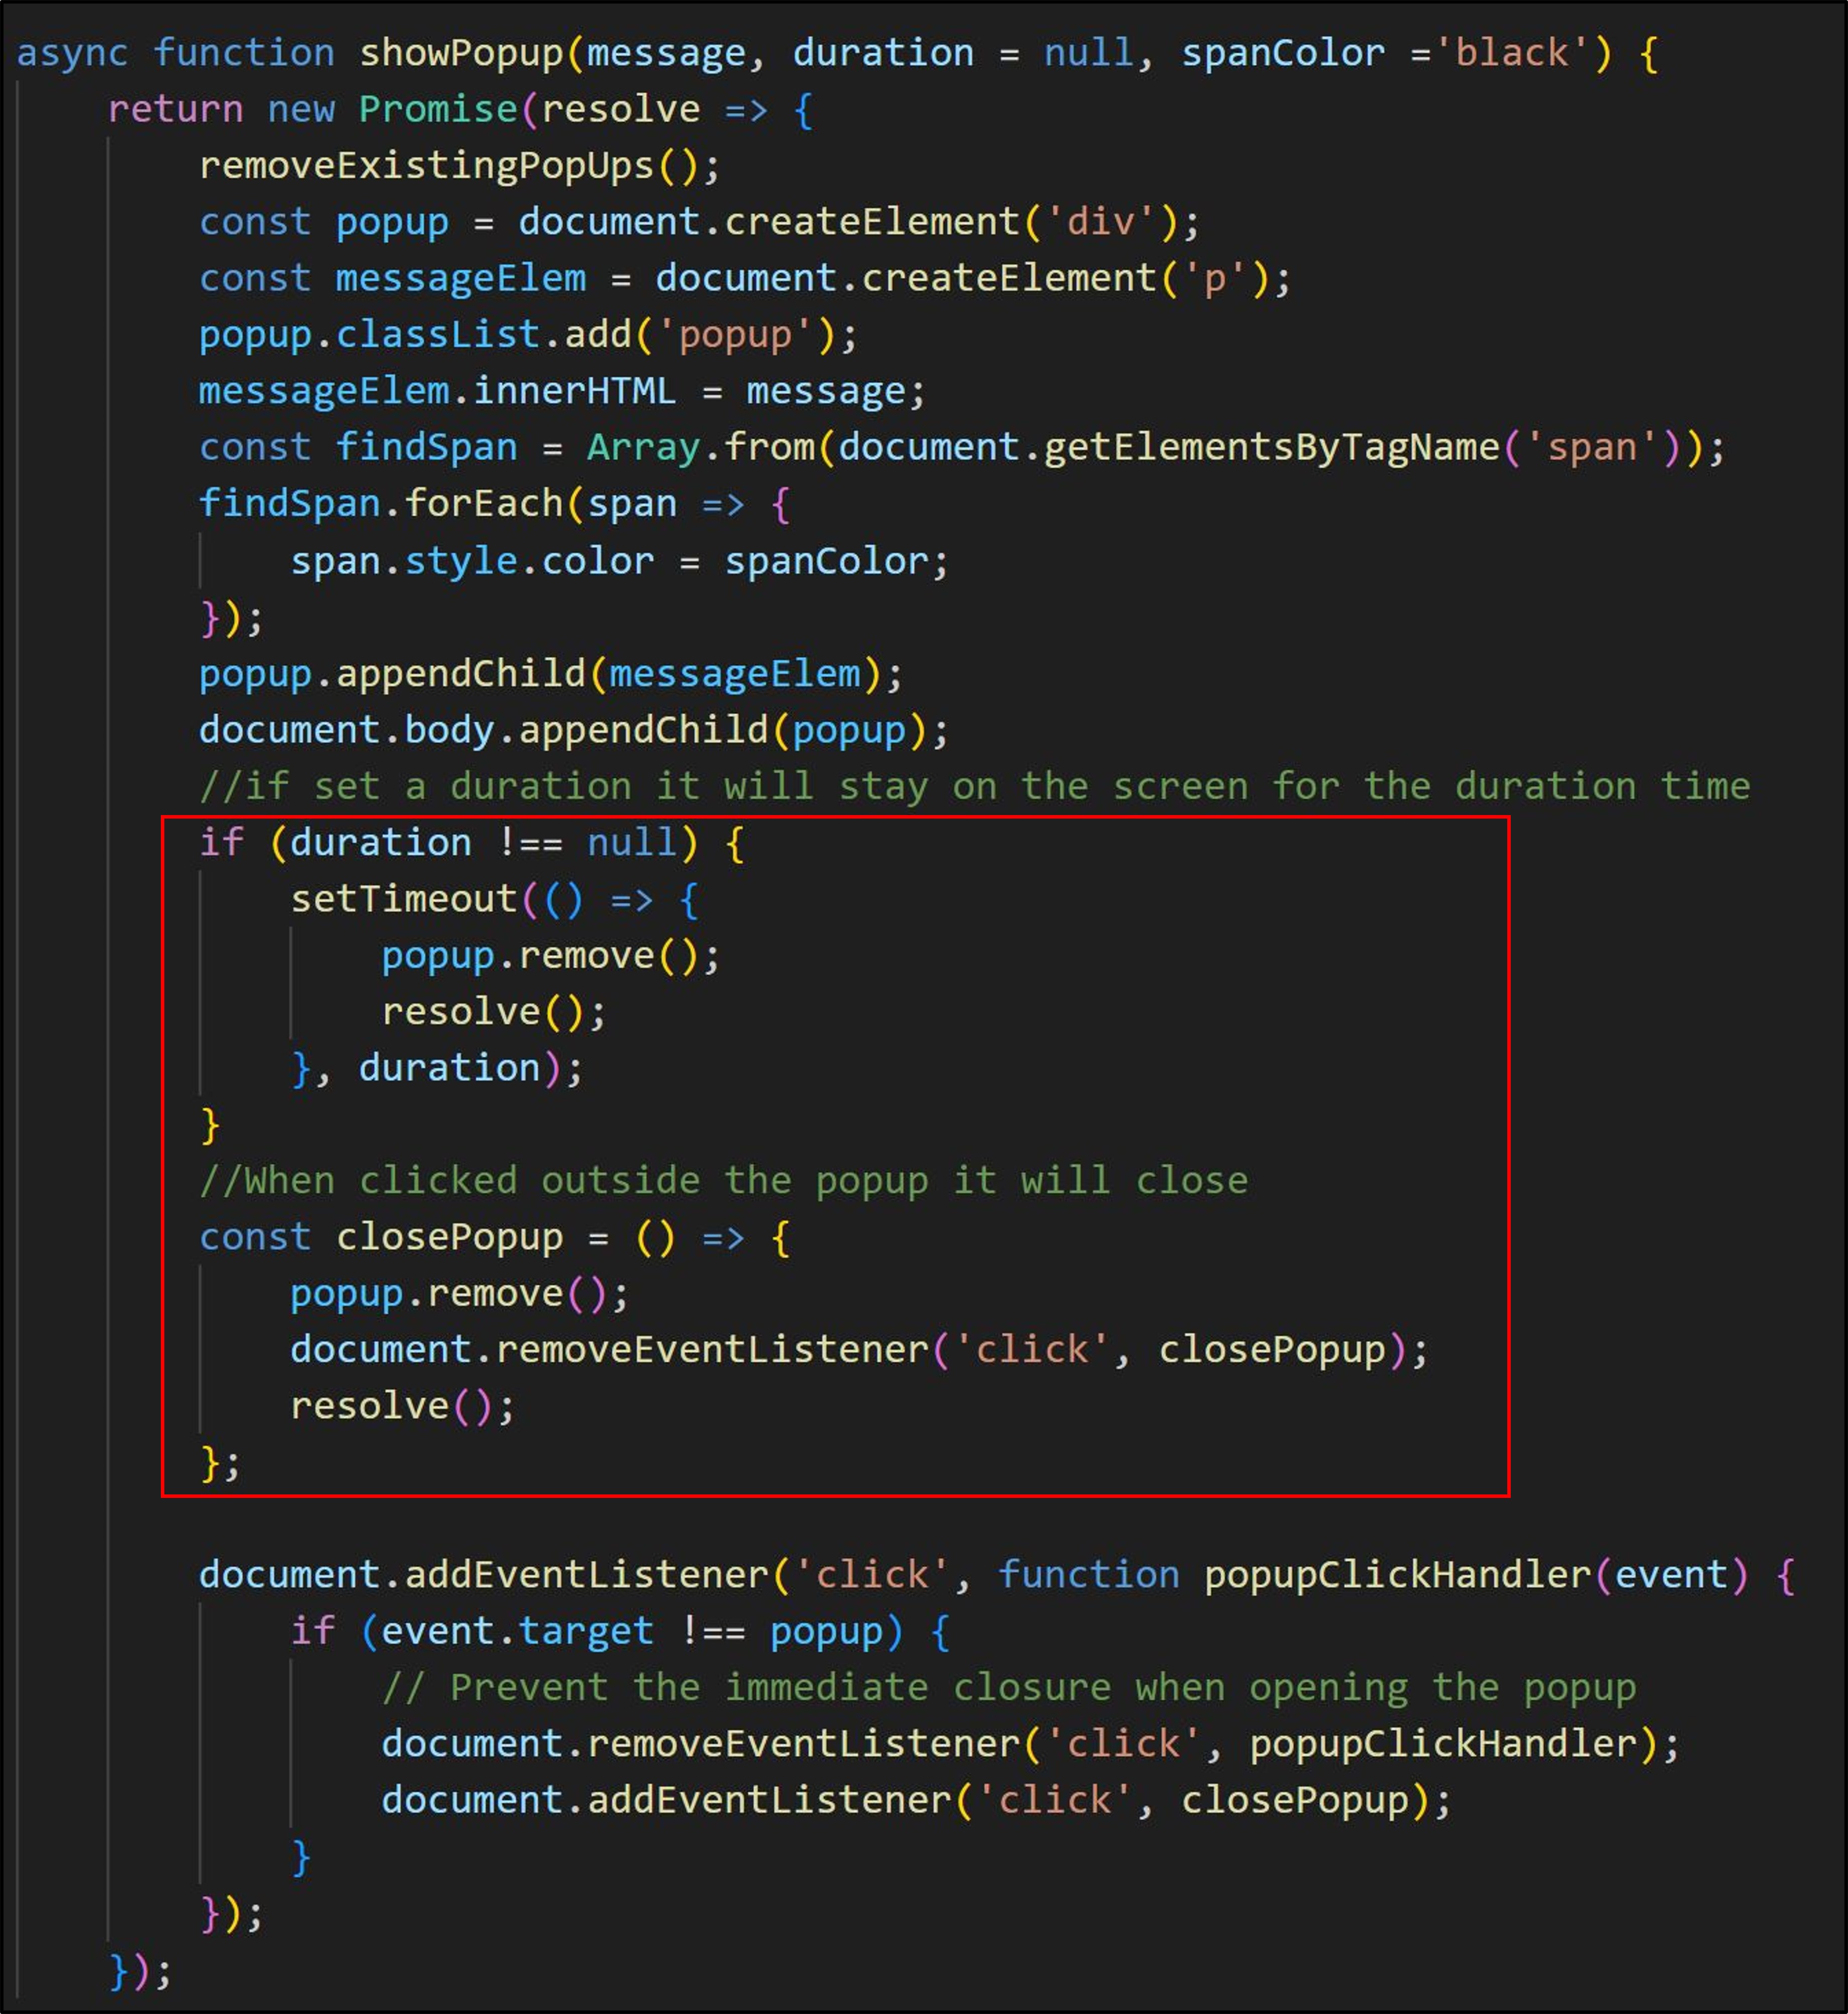 async function showPopup(message, duration = null, spanColor ='black') {
return new Promise(resolve => {
removeExistingPopUps();
const popup = document.createElement('div');
const messageElem = document.createElement('p');
popup.classList.add('popup');
messageElem.innerHTML = message;
const findSpan = Array.from(document.getElementsByTagName('span'));
findSpan.forEach(span => {
span.style.color = spanColor;
});
popup.appendChild(messageElem);
document.body.appendChild(popup);
//if set a duration it will stay on the screen for the duration time
if (duration !== null) {
setTimeout(() => {
popup.remove();
resolve();
}, duration);
}
//When clicked outside the popup it will close
const closePopup = () => {
popup.remove();
document.removeEventListener('click', closePopup);
resolve();
};
document.addEventListener('click', function popupClickHandler(event) {
if (event.target !== popup) {
// Prevent the immediate closure when opening the popup
document.removeEventListener('click', popupClickHandler);
document.addEventListener('click', closePopup);
}
});
});